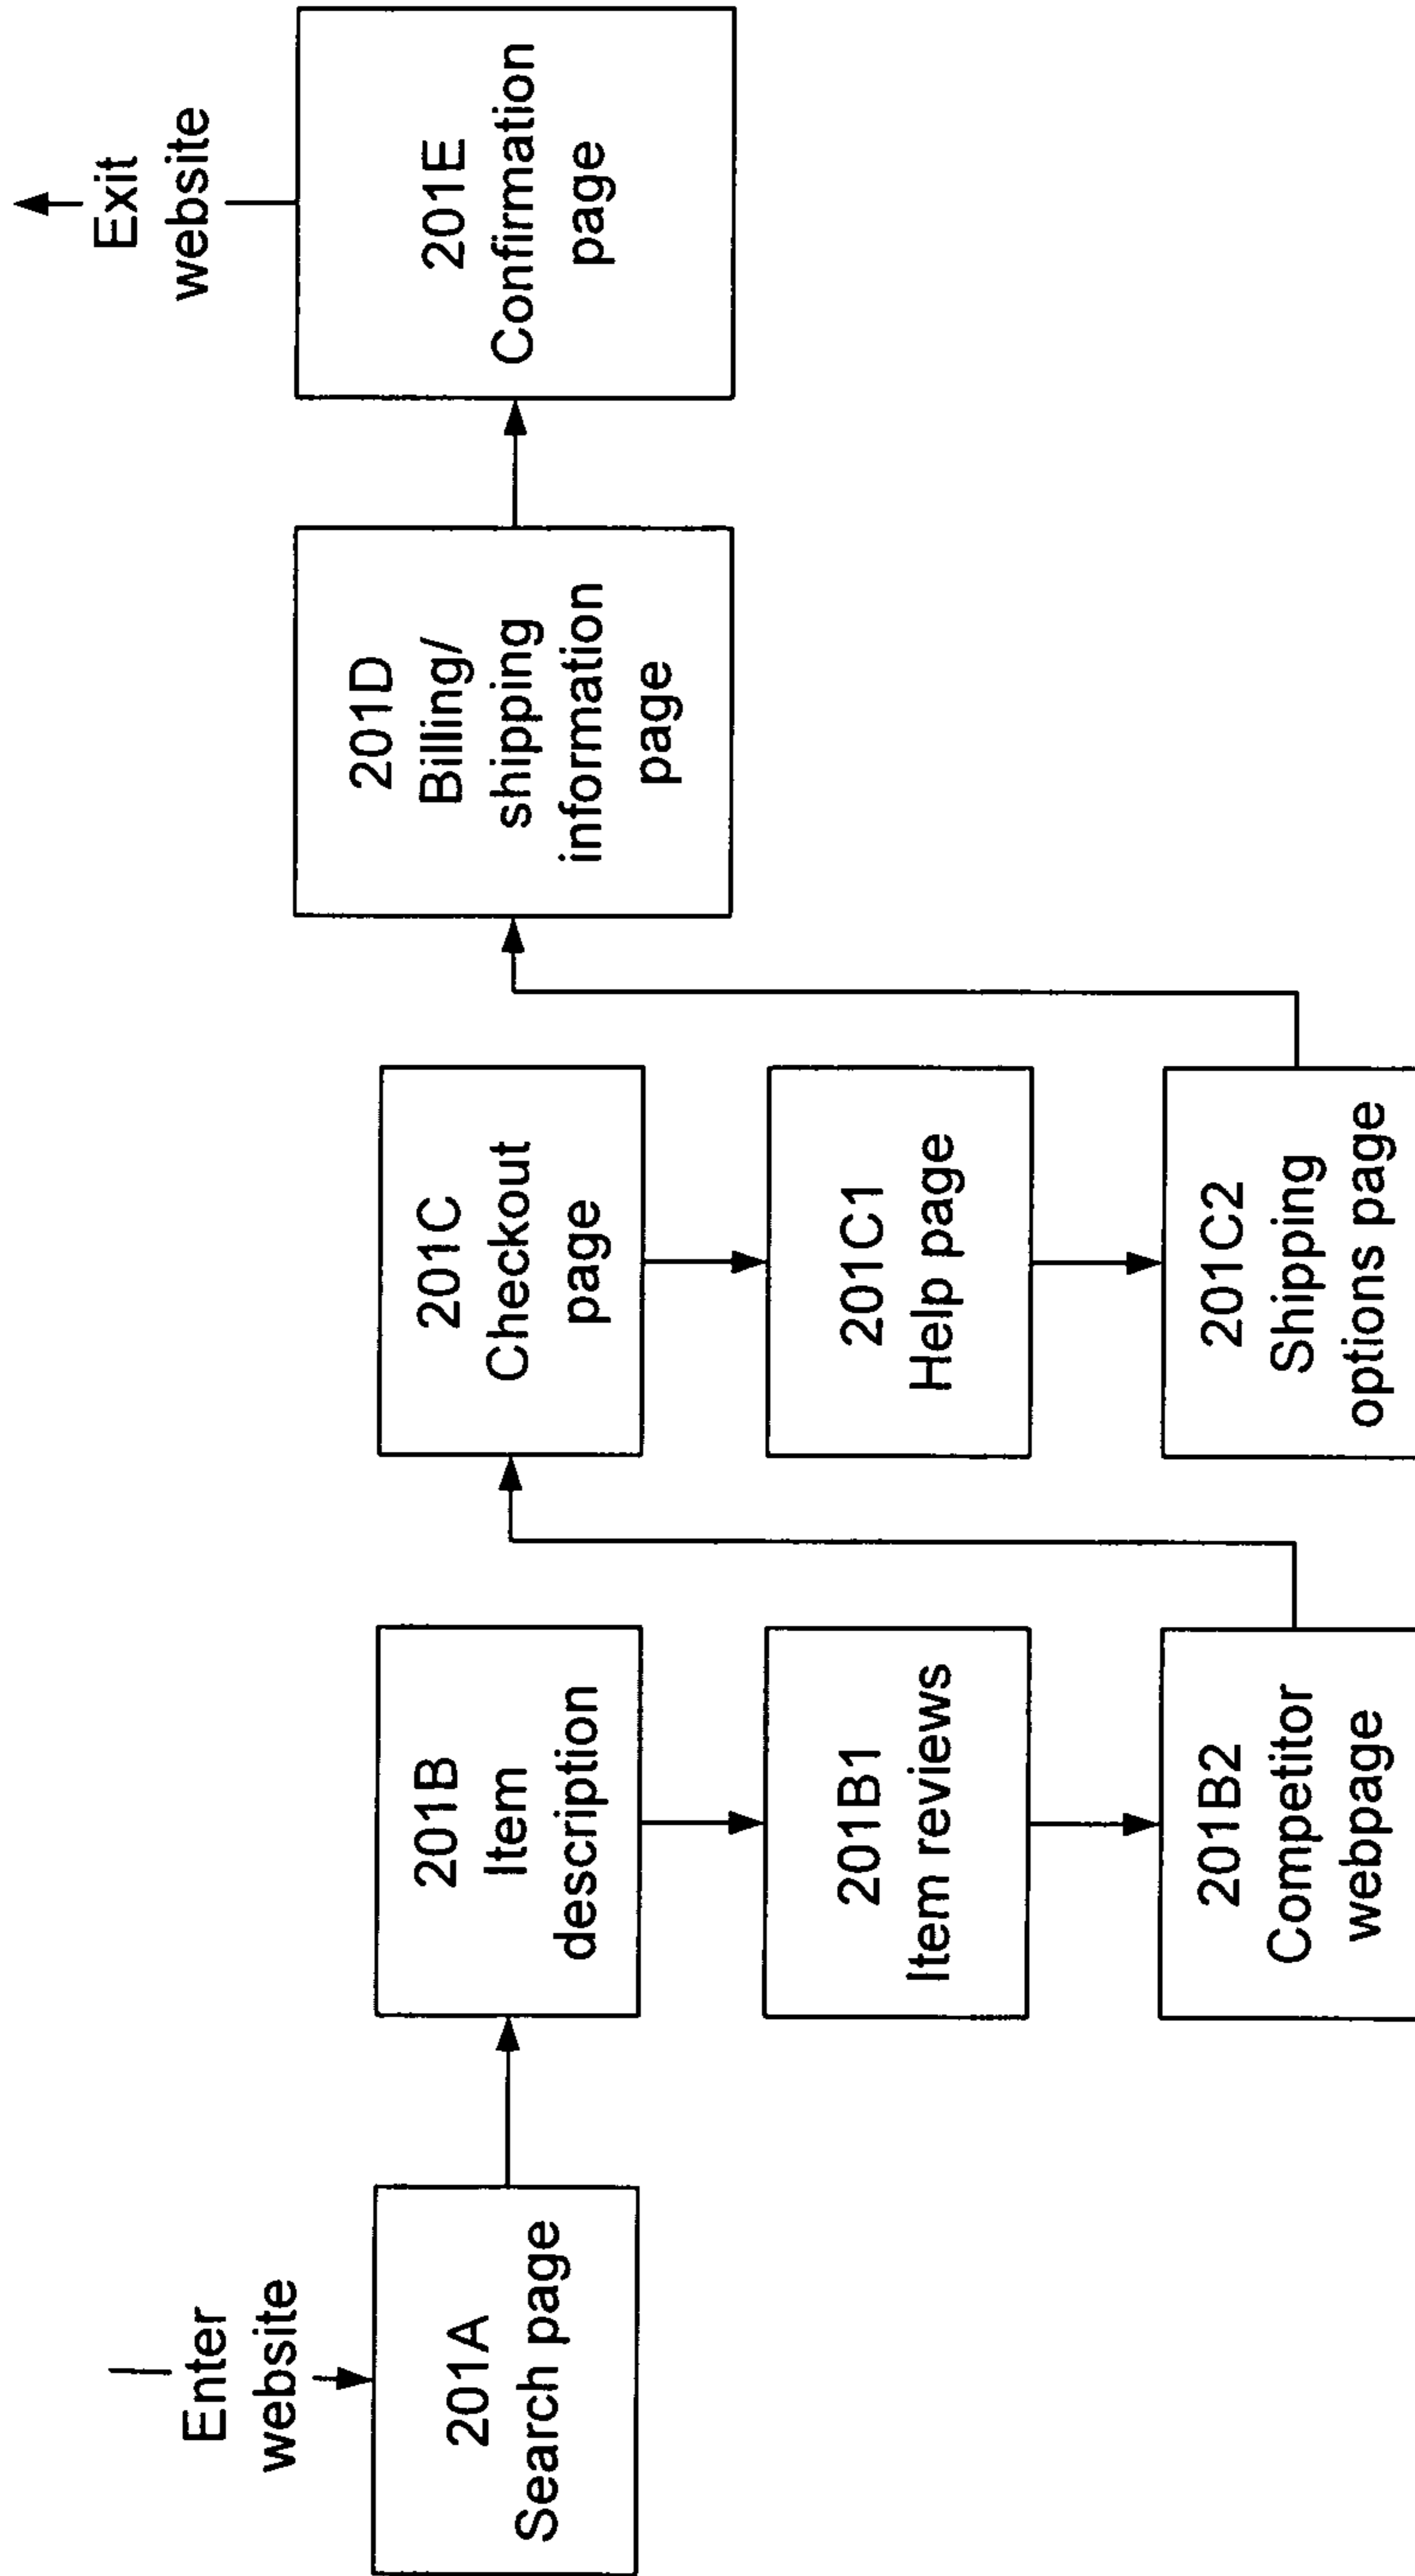 Enter
website
201A
Search page
201B
Item
description
201B1
Item reviews
201B2
Competitor
webpage
201C
Checkout
page
201C1
Help page
201C2
Shipping
options page
201D
Billing/
shipping
information
page
201E
Confirmation
page
Exit
website